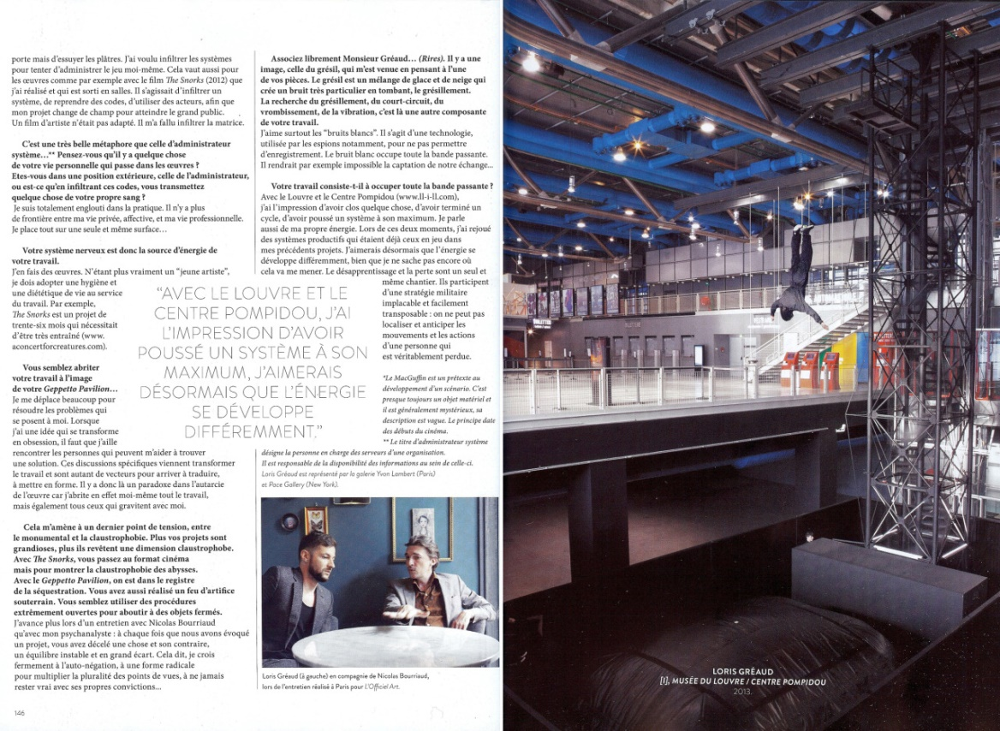 porte mais d’essuyer les plâtres. J’ai voulu infiltrer les systèmes
pour tenter d’administrer le jeu moi-même. Cela vaut aussi pour
les œuvres comme par exemple avec le film The Snorks (2012) que
j’ai réalisé et qui est sorti en salles. Il s’agissait d’infiltrer un
système, de reprendre des codes, d’utiliser des acteurs, afin que
mon projet change de champ pour atteindre le grand public.
Un film d’artiste n’était pas adapté. Il m’a fallu infiltrer la matrice.
C’est une très belle métaphore que celle d’administrateur
système…** Pensez-vous qu’il y a quelque chose
de votre vie personnelle qui passe dans les œuvres ?
Etes-vous dans une position extérieure, celle de l’administrateur,
ou est-ce qu’en infiltrant ces codes, vous transmettez
quelque chose de votre propre sang ?
Je suis totalement englouti dans la pratique. Il n’y a plus
de frontière entre ma vie privée, affective, et ma vie professionnelle.
Je place tout sur une seule et même surface…
Votre système nerveux est donc la source d’énergie de
votre travail.
J’en fais des œuvres. N’étant plus vraiment un “jeune artiste”,
je dois adopter une hygiène et
une diététique de vie au service
du travail. Par exemple,
The Snorks est un projet de
trente-six mois qui nécessitait
d’être très entraîné (www.
aconcertforcreatures.com).
Vous semblez abriter
votre travail à l’image
de votre Geppetto Pavilion…
Je me déplace beaucoup pour
résoudre les problèmes qui
se posent à moi. Lorsque
j’ai une idée qui se transforme
en obsession, il faut que j’aille
rencontrer les personnes qui peuvent m’aider à trouver
une solution. Ces discussions spécifiques viennent transformer
le travail et sont autant de vecteurs pour arriver à traduire,
à mettre en forme. Il y a donc là un paradoxe dans l’autarcie
de l’œuvre car j’abrite en effet moi-même tout le travail,
mais également tous ceux qui gravitent avec moi.
Cela m’amène à un dernier point de tension, entre
le monumental et la claustrophobie. Plus vos projets sont
grandioses, plus ils revêtent une dimension claustrophobe.
Avec The Snorks, vous passez au format cinéma
mais pour montrer la claustrophobie des abysses.
Avec le Geppetto Pavilion, on est dans le registre
de la séquestration. Vous avez aussi réalisé un feu d’artifice
souterrain. Vous semblez utiliser des procédures
extrêmement ouvertes pour aboutir à des objets fermés.
J’avance plus lors d’un entretien avec Nicolas Bourriaud
qu’avec mon psychanalyste : à chaque fois que nous avons évoqué
un projet, vous avez décelé une chose et son contraire,
un équilibre instable et en grand écart. Cela dit, je crois
fermement à l’auto-négation, à une forme radicale
pour multiplier la pluralité des points de vues, à ne jamais
rester vrai avec ses propres convictions…
146
“AVEC LE LOUVRE ET LE
CENTRE POMPIDOU, J’AI
L’IMPRESSION D’AVOIR
POUSSÉ UN SYSTÈME À SON
MAXIMUM, J’AIMERAIS
DÉSORMAIS QUE L’ÉNERGIE
SE DÉVELOPPE
DIFFÉREMMENT.”
Associez librement Monsieur Gréaud… (Rires). Il y a une
image, celle du grésil, qui m’est venue en pensant à l’une
de vos pièces. Le grésil est un mélange de glace et de neige qui
crée un bruit très particulier en tombant, le grésillement.
La recherche du grésillement, du court-circuit, du
vrombissement, de la vibration, c’est là une autre composante
de votre travail.
J’aime surtout les “bruits blancs”. Il s’agit d’une technologie,
utilisée par les espions notamment, pour ne pas permettre
d’enregistrement. Le bruit blanc occupe toute la bande passante.
Il rendrait par exemple impossible la captation de notre échange...
Votre travail consiste-t-il à occuper toute la bande passante ?
Avec le Louvre et le Centre Pompidou (www.ll-i-ll.com),
j’ai l’impression d’avoir clos quelque chose, d’avoir terminé un
cycle, d’avoir poussé un système à son maximum. Je parle
aussi de ma propre énergie. Lors de ces deux moments, j’ai rejoué
des systèmes productifs qui étaient déjà ceux en jeu dans
mes précédents projets. J’aimerais désormais que l’énergie se
développe différemment, bien que je ne sache pas encore où
cela va me mener. Le désapprentissage et la perte sont un seul et
même chantier. Ils participent
d’une stratégie militaire
implacable et facilement
transposable : on ne peut pas
localiser et anticiper les
mouvements et les actions
d’une personne qui
est véritablement perdue.
*Le MacGuffin est un prétexte au
développement d’un scénario. C’est
presque toujours un objet matériel et
il est généralement mystérieux, sa
description est vague. Le principe date
des débuts du cinéma.
** Le titre d’administrateur système
désigne la personne en charge des serveurs d’une organisation.
Il est responsable de la disponibilité des informations au sein de celle-ci.
Loris Gréaud est représenté par la galerie Yvon Lambert (Paris)
et Pace Gallery (New York).
Loris Gréaud (à gauche) en compagnie de Nicolas Bourriaud,
lors de l’entretien réalisé à Paris pour L’Officiel Art.
LORIS GRÉAUD
[I], MUSÉE DU LOUVRE / CENTRE POMPIDOU
2013.